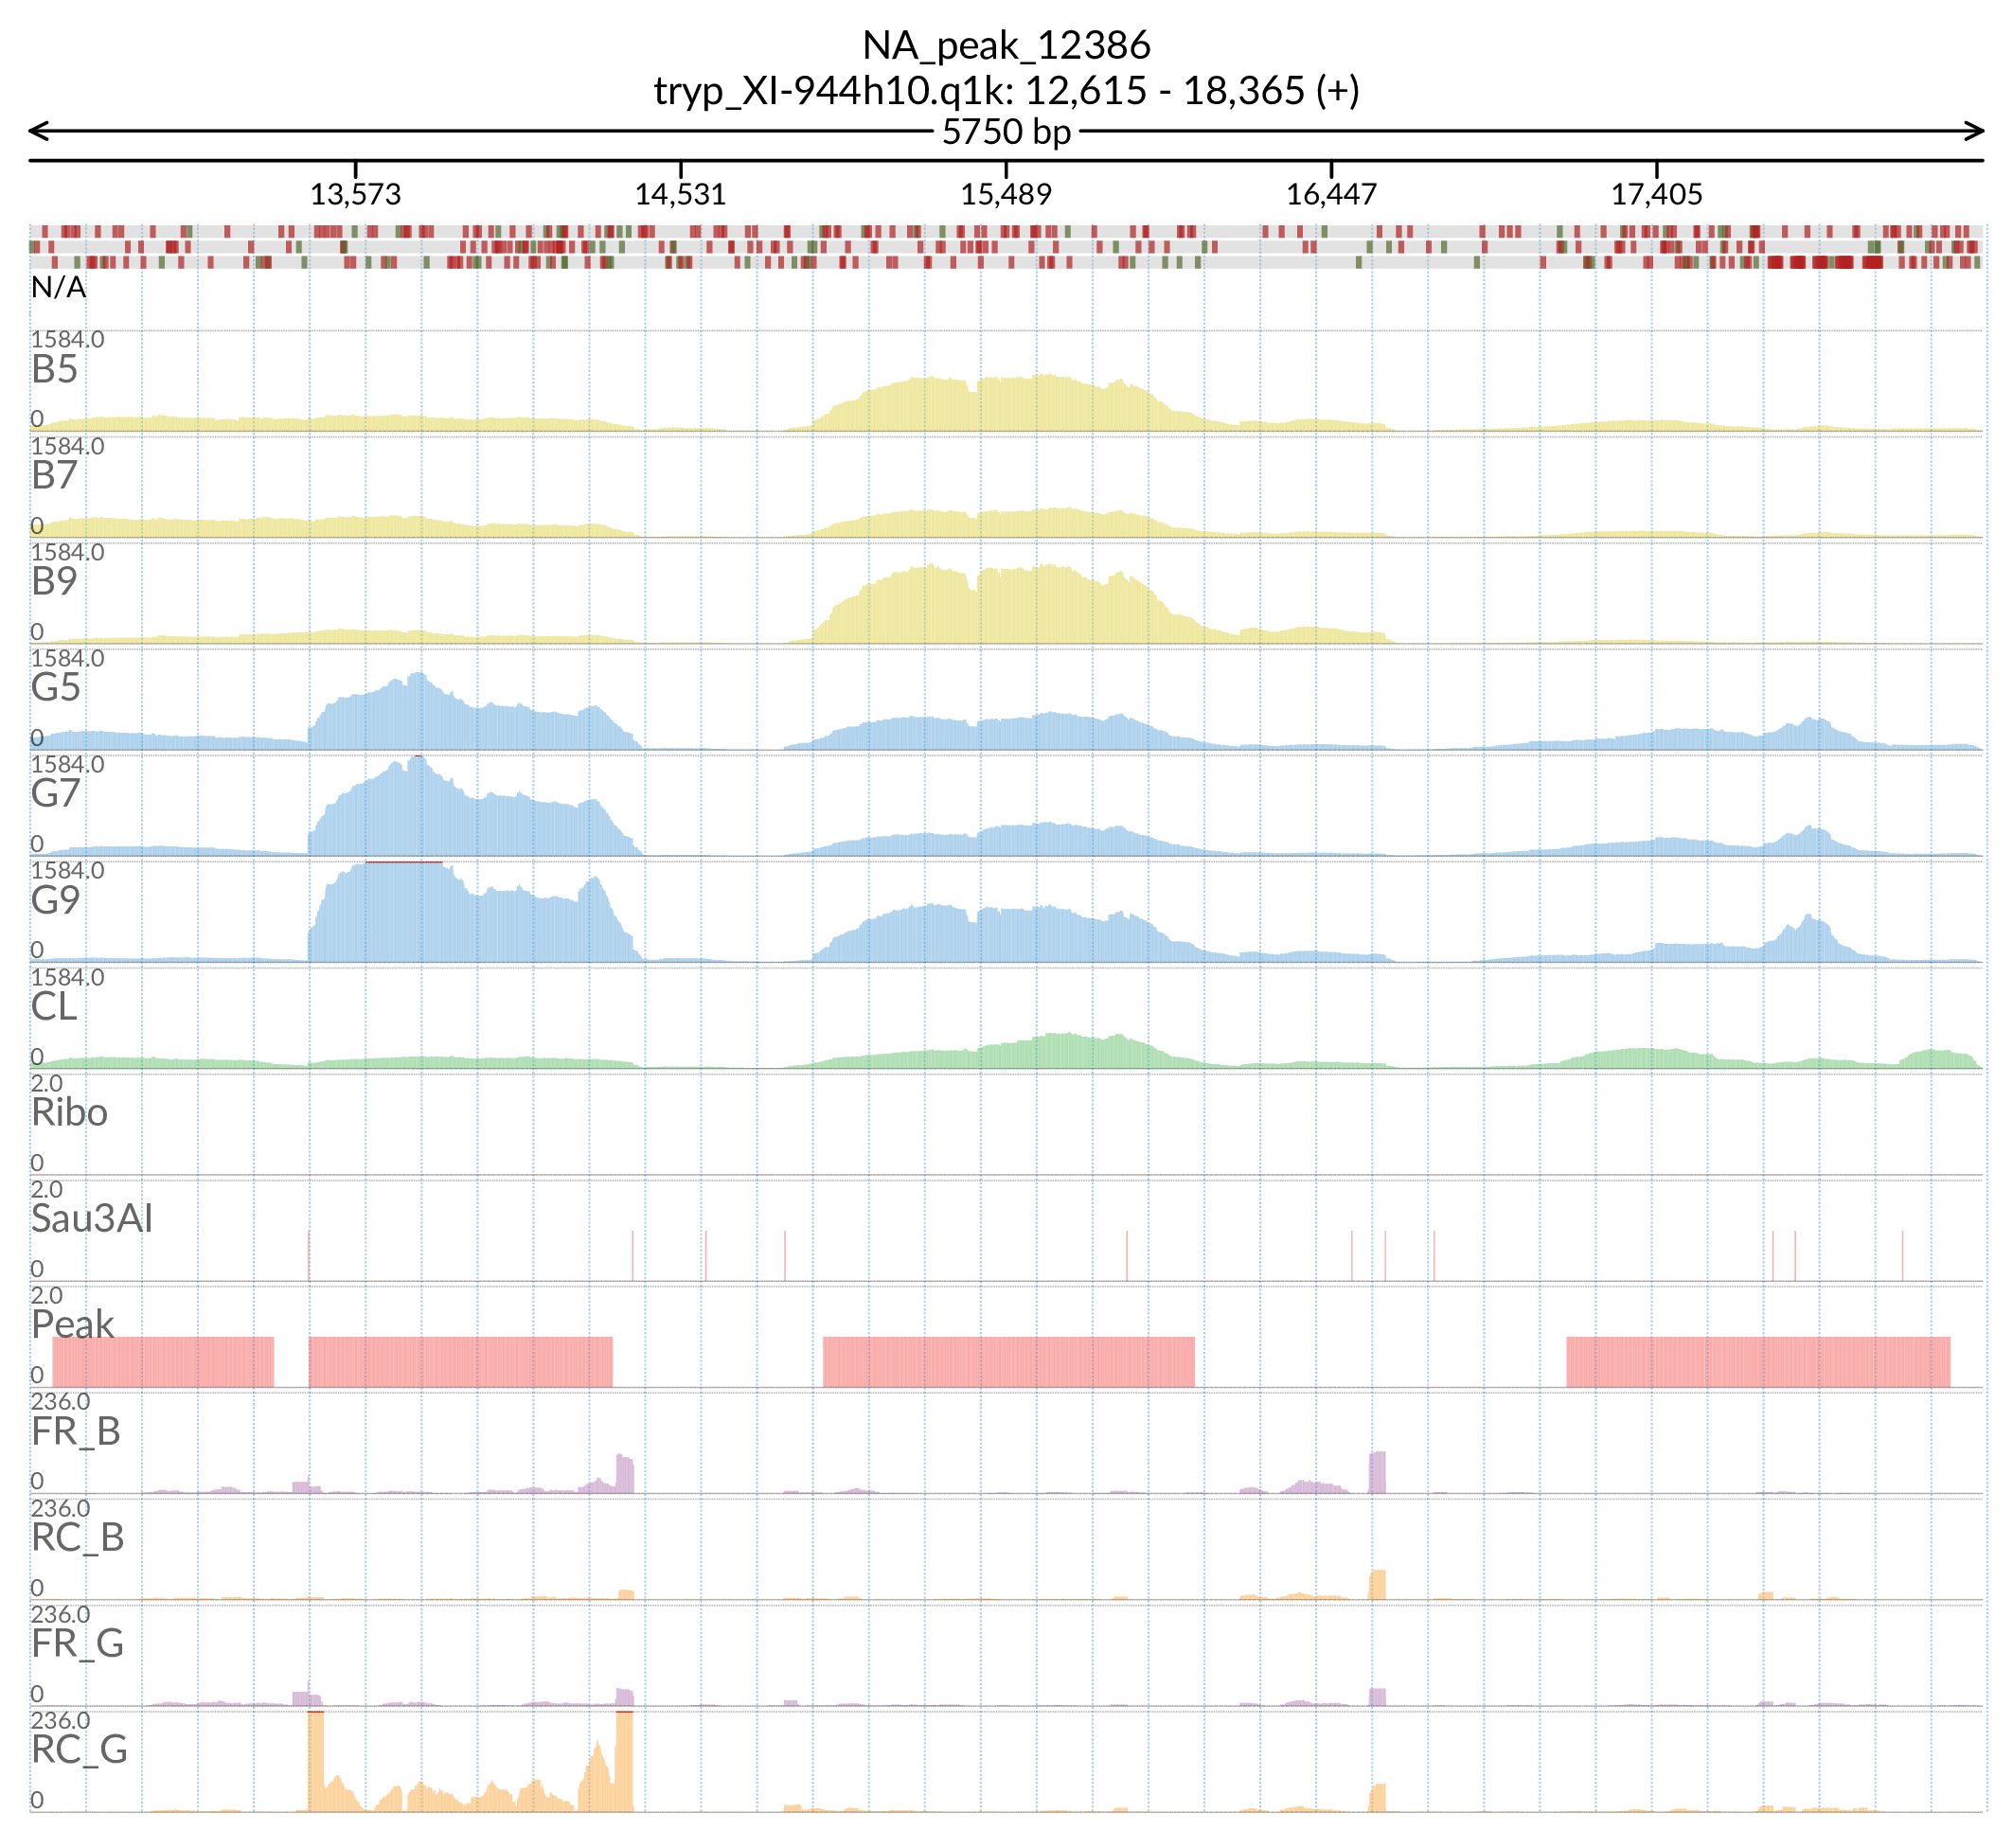 NA_peak_12386
tryp_XI-944h10.q1k: 12,615 - 18,365 (+)
5750 bp
13,573 14,531 15,489 16,447 17,405
N/A
1584.0
B5
0
1584.0
B7
0
1584.0
B9
0
1584.0
G5
0
1584.0
G7
0
1584.0
G9
0
1584.0
CL
0
2.0
Ribo
0
2.0
Sau3AI
0
2.0
Peak
0
236.0
FR_B
0
236.0
RC_B
0
236.0
FR_G
0
236.0
RC_G
0